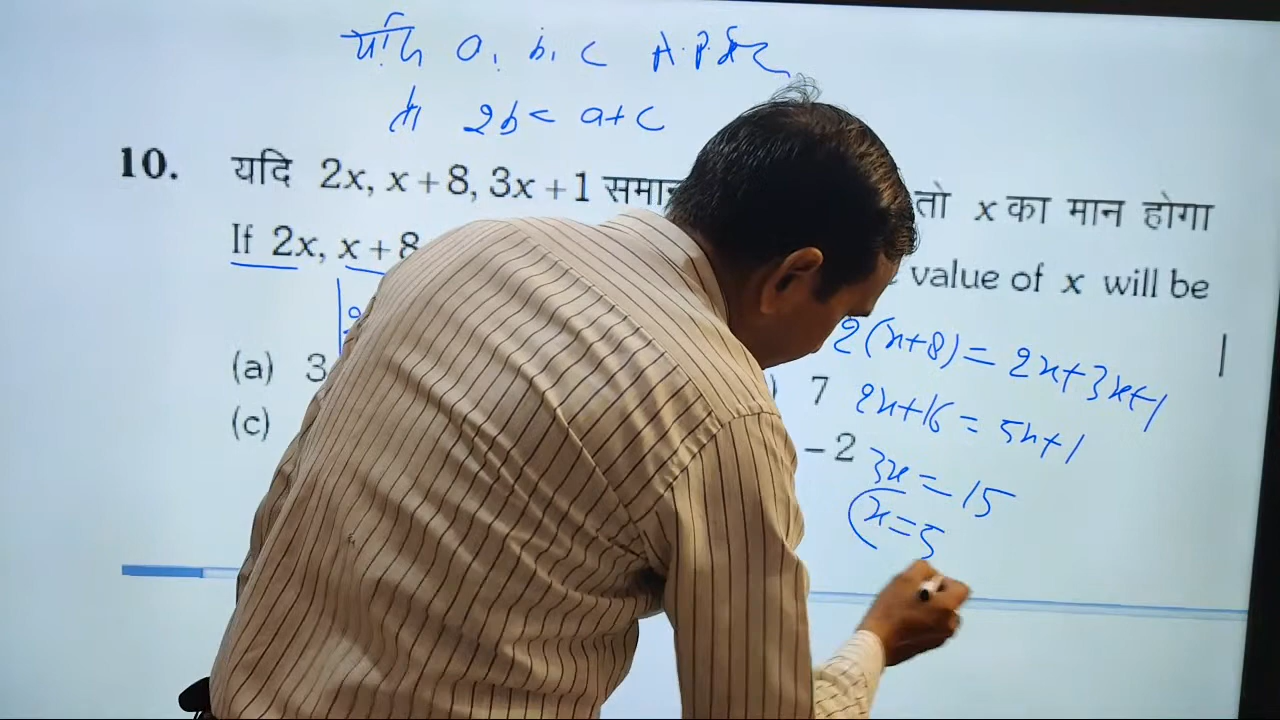 यदि a, b, c A.P. में
तो 2b = a+c
10. यदि 2x, x+8, 3x+1 समान तो x का मान होगा
If 2x, x+8 value of x will be
2(x+8) = 2x+3x+1
(a) 3 7
2x+16 = 5x+1
(c) -2
3x = 15
x=5